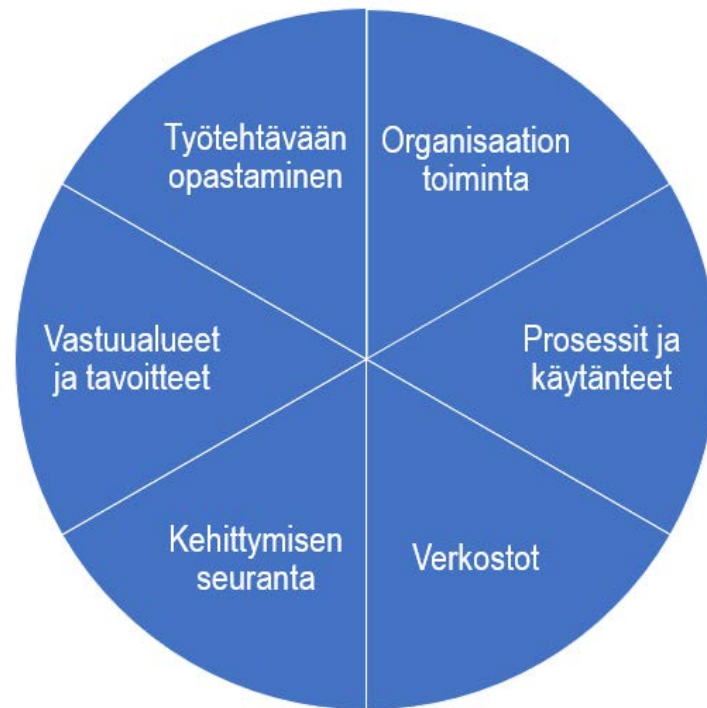 Työtehtävään
opastaminen
Organisaation
toiminta
Vastuualueet
ja tavoitteet
Prosessit ja
käytänteet
Kehittymisen
seuranta
Verkostot